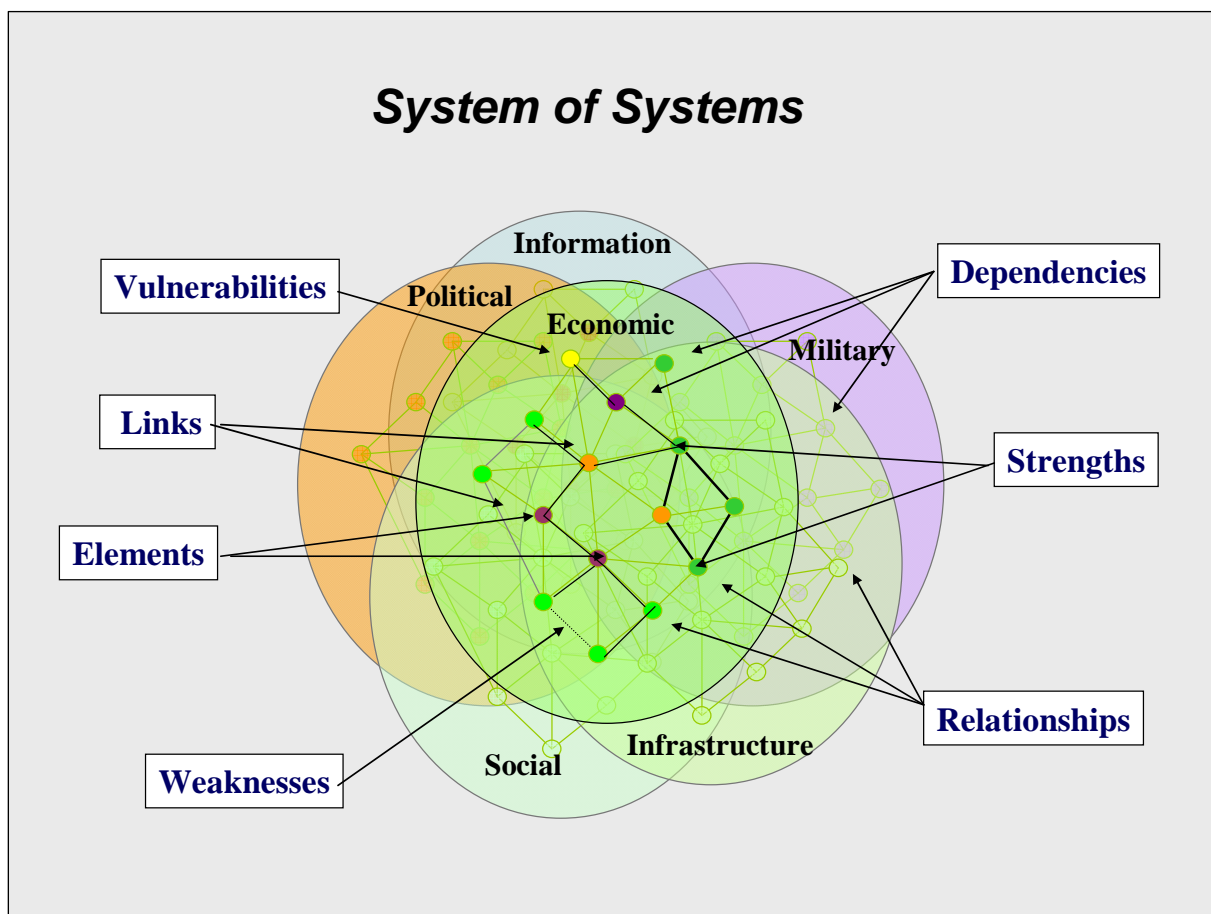 System of Systems
Information
Vulnerabilities
Dependencies
Political
Economic
Military
Links
Strengths
Elements
Relationships
Infrastructure
Social
Weaknesses